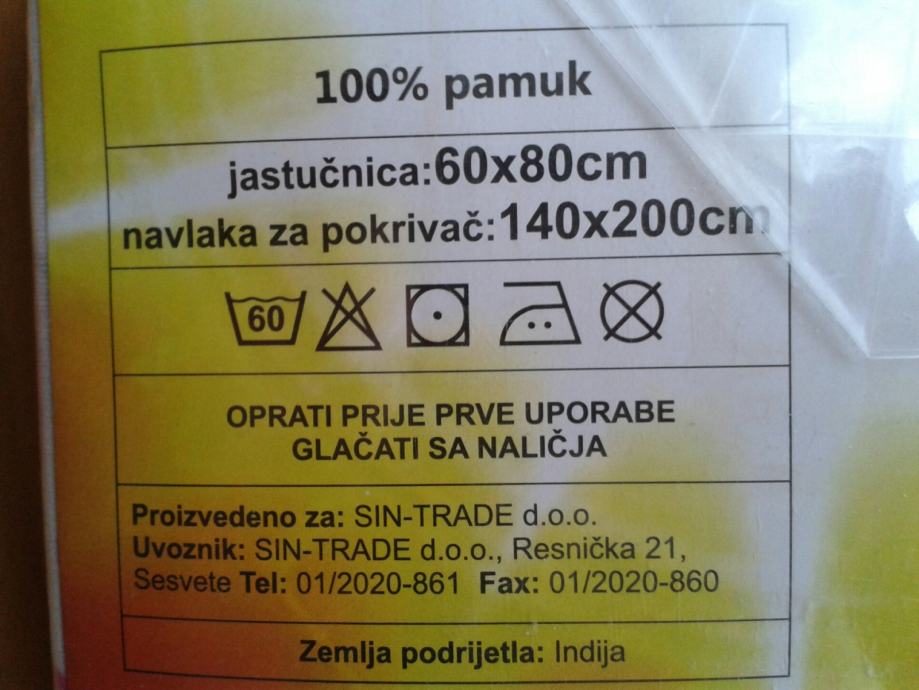 100% pamuk
jastučnica:60x80cm
navlaka za pokrivač:140x200cm
60
OPRATI PRIJE PRVE UPORABE
GLAČATI SA NALIČJA
Proizvedeno za: SIN-TRADE d.o.o.
Uvoznik: SIN-TRADE d.o.o., Resnička 21,
Sesvete Tel: 01/2020-861 Fax: 01/2020-860
Zemlja podrijetla: Indija